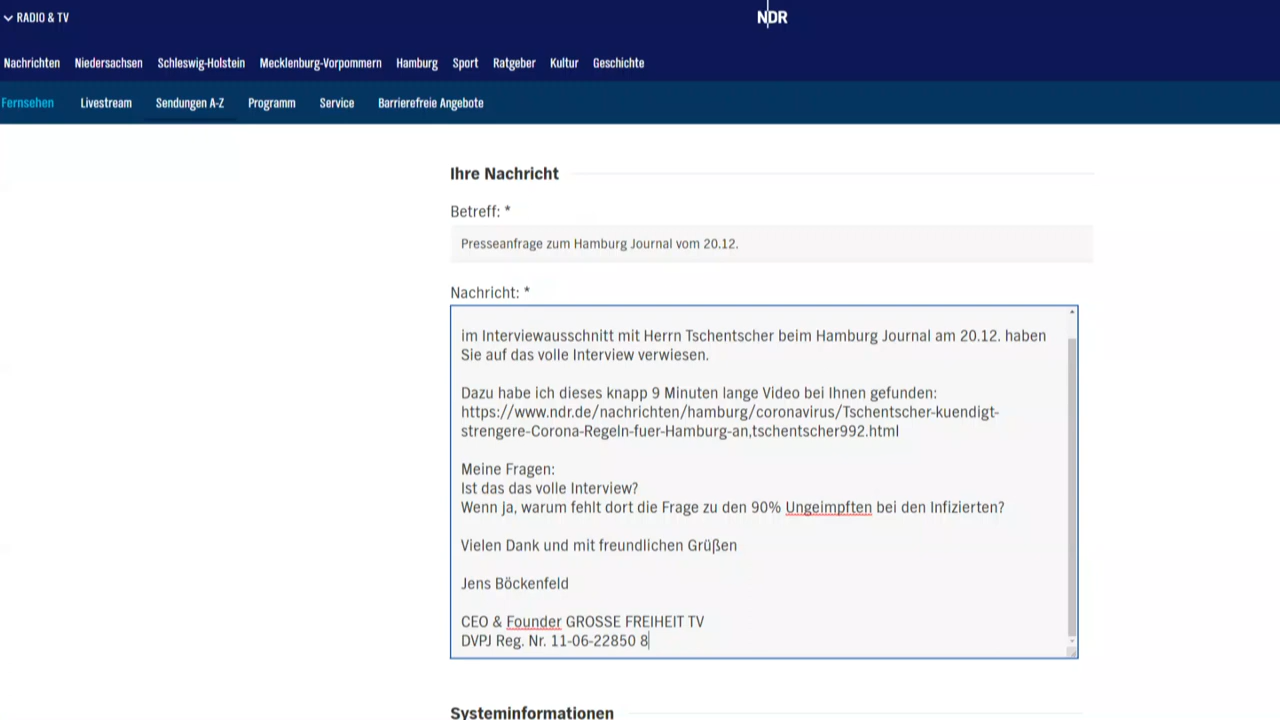 RADIO & TV
NDR
Nachrichten Niedersachsen Schleswig-Holstein Mecklenburg-Vorpommern Hamburg Sport Ratgeber Kultur Geschichte
Fernsehen Livestream Sendungen A-Z Programm Service Barrierefreie Angebote
Ihre Nachricht
Betreff: *
Presseanfrage zum Hamburg Journal vom 20.12.
Nachricht: *
im Interviewausschnitt mit Herrn Tschentscher beim Hamburg Journal am 20.12. haben
Sie auf das volle Interview verwiesen.
Dazu habe ich dieses knapp 9 Minuten lange Video bei Ihnen gefunden:
https://www.ndr.de/nachrichten/hamburg/coronavirus/Tschentscher-kuendigt-
strengere-Corona-Regeln-fuer-Hamburg-an,tschentscher992.html
Meine Fragen:
Ist das das volle Interview?
Wenn ja, warum fehlt dort die Frage zu den 90% Ungeimpften bei den Infizierten?
Vielen Dank und mit freundlichen Grüßen
Jens Böckenfeld
CEO & Founder GROSSE FREIHEIT TV
DVPJ Reg. Nr. 11-06-22850 8
Systeminformationen